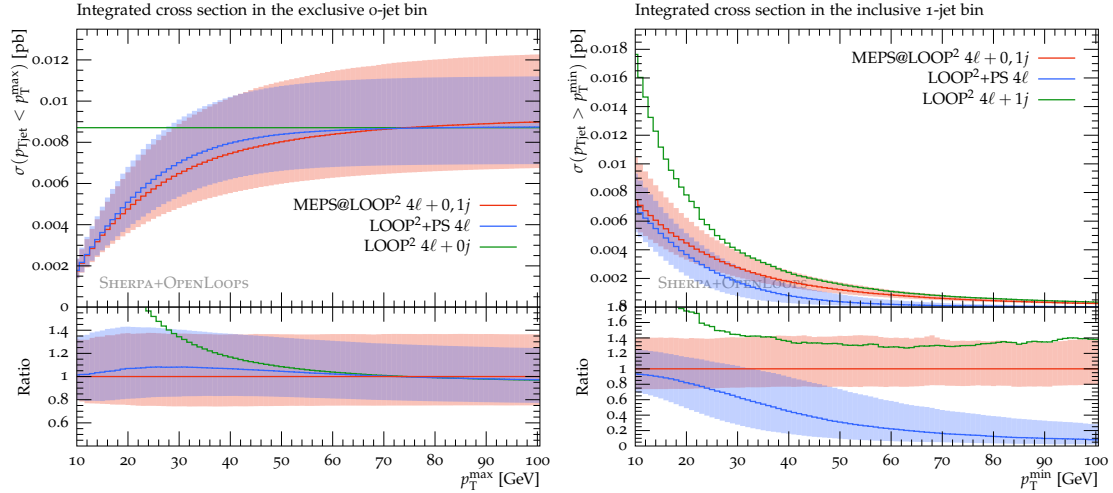 Integrated cross section in the exclusive 0-jet bin
σ(p_Tjet < p_T^max) [pb]
0.012
0.01
0.008
0.006
0.004
0.002
0
MEPS@LOOP² 4ℓ + 0, 1j
LOOP²+PS 4ℓ
LOOP² 4ℓ + 0j
SHERPA+OPENLOOPS
Ratio
1.4
1.2
1
0.8
0.6
10 20 30 40 50 60 70 80 90 100
p_T^max [GeV]
Integrated cross section in the inclusive 1-jet bin
σ(p_Tjet > p_T^min) [pb]
0.018
0.016
0.014
0.012
0.01
0.008
0.006
0.004
0.002
MEPS@LOOP² 4ℓ + 0, 1j
LOOP²+PS 4ℓ
LOOP² 4ℓ + 1j
SHERPA+OPENLOOPS
Ratio
1.6
1.4
1.2
1
0.8
0.6
0.4
0.2
0
10 20 30 40 50 60 70 80 90 100
p_T^min [GeV]